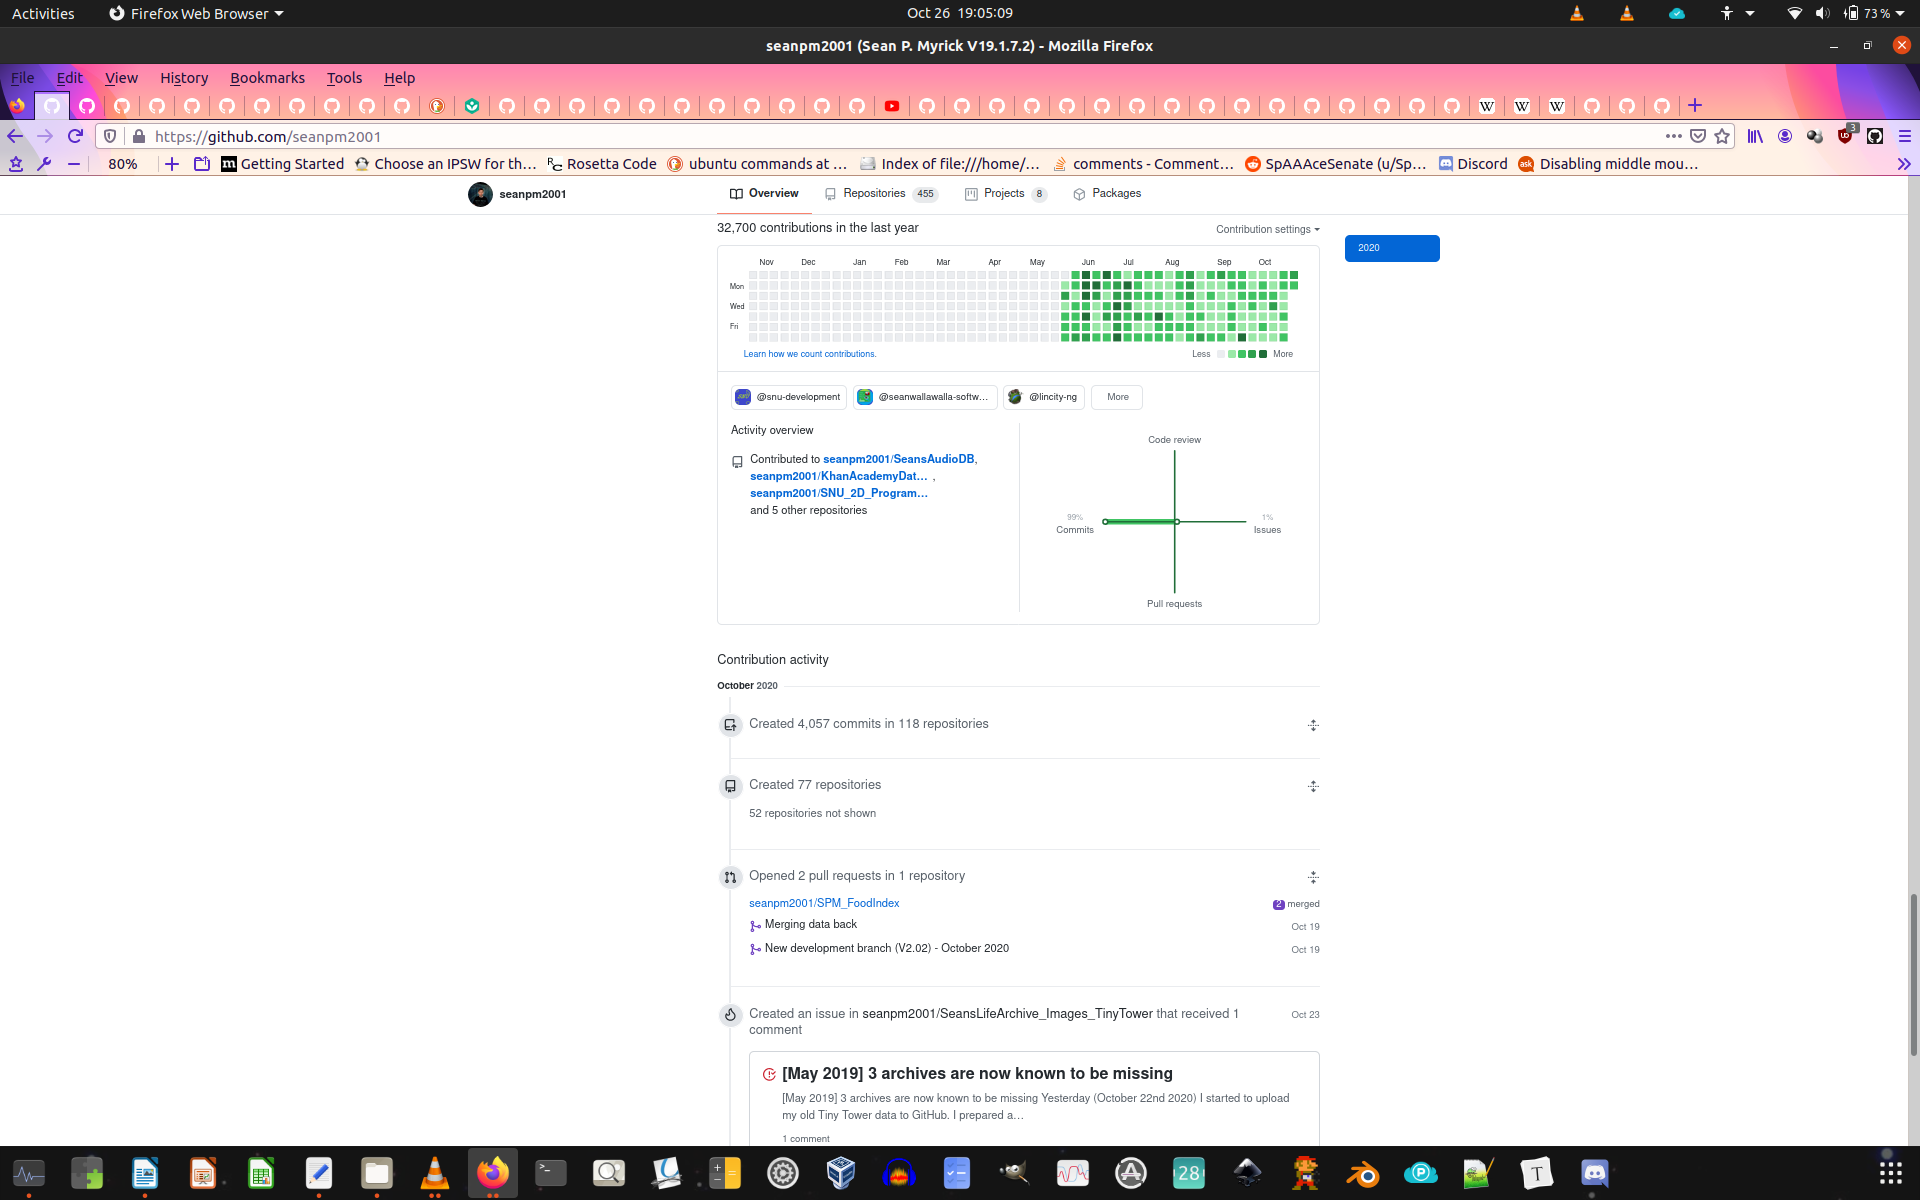 Activities
Firefox Web Browser
Oct 26 19:05:09
73 %
seanpm2001 (Sean P. Myrick V19.1.7.2) - Mozilla Firefox
File Edit View History Bookmarks Tools Help
https://github.com/seanpm2001
3
80%
Getting Started
Choose an IPSW for th…
Rosetta Code
ubuntu commands at …
Index of file:///home/…
comments - Comment…
SpAAAceSenate (u/Sp…
Discord
Disabling middle mou…
seanpm2001
Overview
Repositories 455
Projects 8
Packages
32,700 contributions in the last year
Contribution settings
2020
Nov Dec Jan Feb Mar Apr May Jun Jul Aug Sep Oct
Mon
Wed
Fri
Learn how we count contributions.
Less More
@snu-development
@seanwallawalla-softw…
@lincity-ng
More
Activity overview
Contributed to seanpm2001/SeansAudioDB,
seanpm2001/KhanAcademyDat… ,
seanpm2001/SNU_2D_Program…
and 5 other repositories
Code review
99%
Commits
1%
Issues
Pull requests
Contribution activity
October 2020
Created 4,057 commits in 118 repositories
Created 77 repositories
52 repositories not shown
Opened 2 pull requests in 1 repository
seanpm2001/SPM_FoodIndex
2 merged
Merging data back
Oct 19
New development branch (V2.02) - October 2020
Oct 19
Created an issue in seanpm2001/SeansLifeArchive_Images_TinyTower that received 1
comment
Oct 23
[May 2019] 3 archives are now known to be missing
[May 2019] 3 archives are now known to be missing Yesterday (October 22nd 2020) I started to upload
my old Tiny Tower data to GitHub. I prepared a…
1 comment
28
T